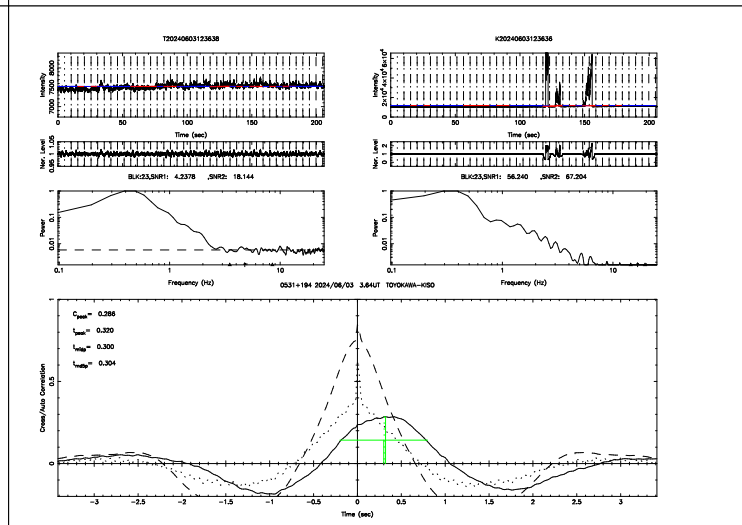 T20240603123638
K20240603123636
Intensity
7000 7500 8000
0 50 100 150 200
Time (sec)
Intensity
2×10⁴ 4×10⁴ 6×10⁴
0 50 100 150 200
Time (sec)
Nor. Level
0.95 1 1.05
Nor. Level
0 1 2
BLK:23,SNR1: 4.2378 ,SNR2: 18.144
BLK:23,SNR1: 56.240 ,SNR2: 67.204
Power
0.01 0.1 1
0.1 1 10
Frequency (Hz)
Power
0.01 0.1 1
0.1 1 10
Frequency (Hz)
0531+194 2024/06/03 3.64UT TOYOKAWA-KISO
C_peak= 0.286
t_peak= 0.320
t_midp= 0.300
t_mdbp= 0.304
Cross/Auto Correlation
0 0.5 1
-3 -2.5 -2 -1.5 -1 -0.5 0 0.5 1 1.5 2 2.5 3
Time (sec)